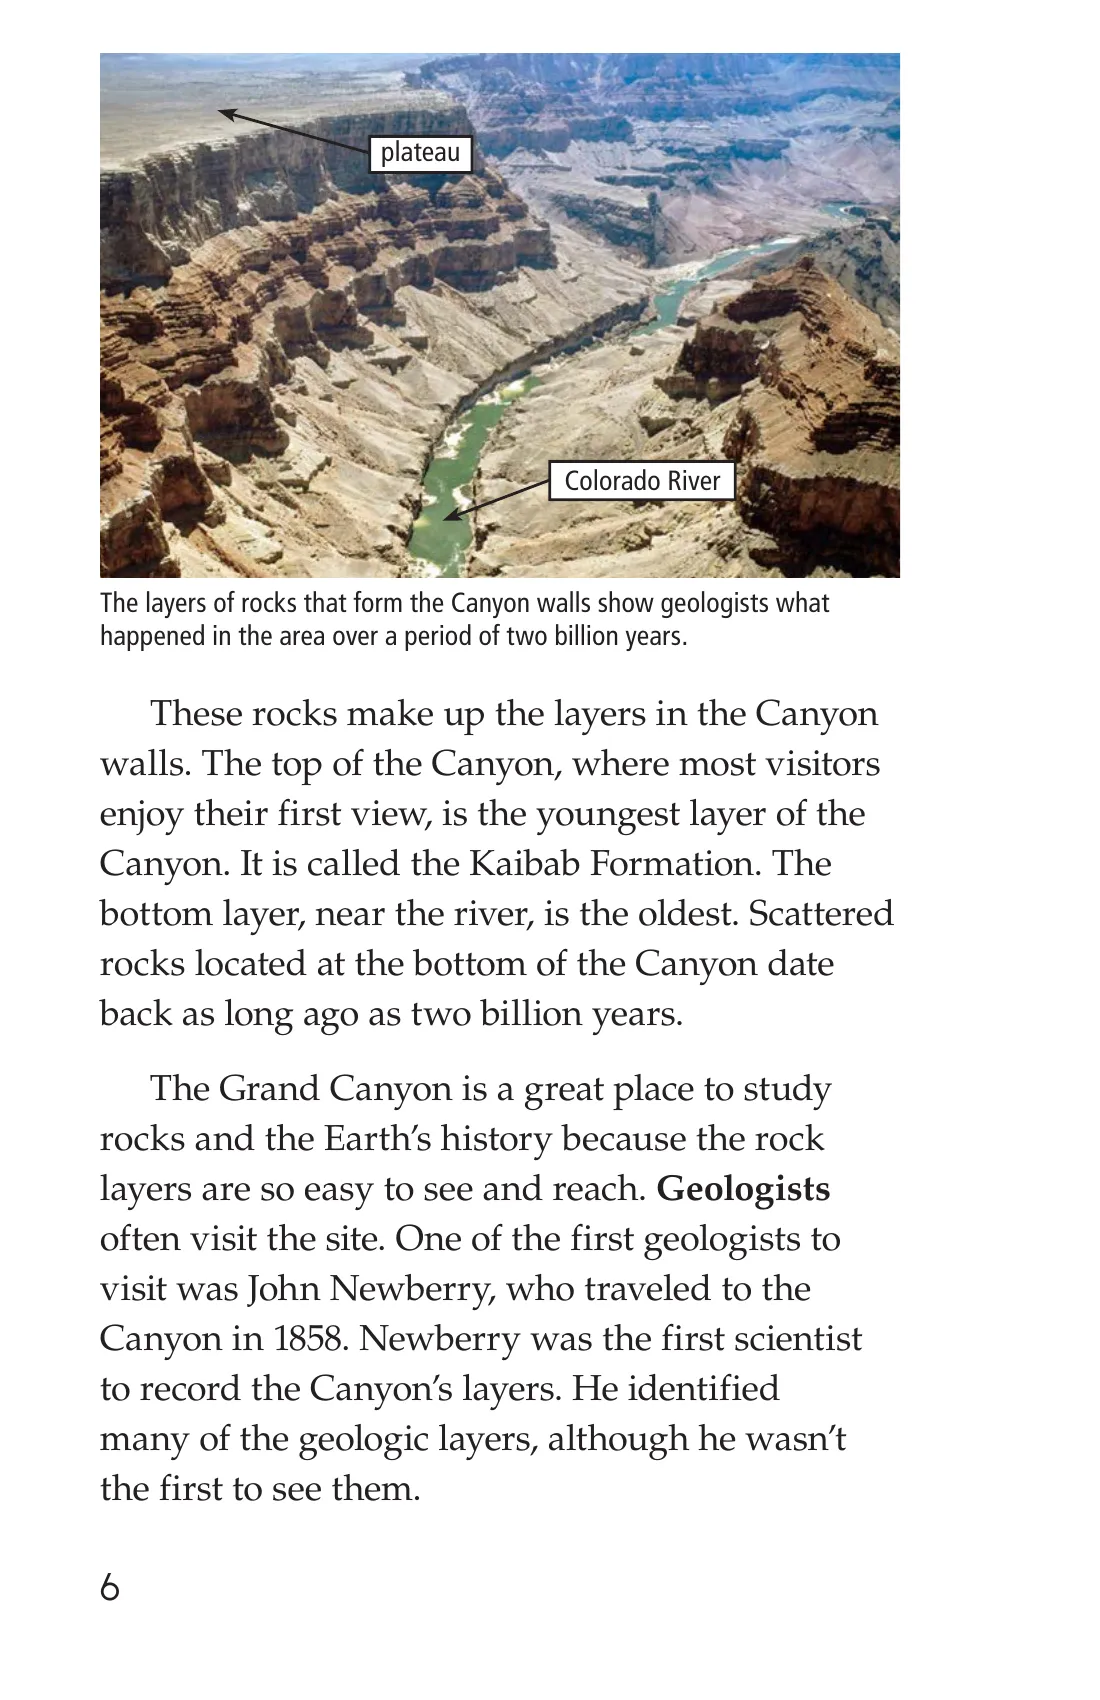 plateau
Colorado River
The layers of rocks that form the Canyon walls show geologists what
happened in the area over a period of two billion years.
These rocks make up the layers in the Canyon
walls. The top of the Canyon, where most visitors
enjoy their first view, is the youngest layer of the
Canyon. It is called the Kaibab Formation. The
bottom layer, near the river, is the oldest. Scattered
rocks located at the bottom of the Canyon date
back as long ago as two billion years.
The Grand Canyon is a great place to study
rocks and the Earth’s history because the rock
layers are so easy to see and reach. Geologists
often visit the site. One of the first geologists to
visit was John Newberry, who traveled to the
Canyon in 1858. Newberry was the first scientist
to record the Canyon’s layers. He identified
many of the geologic layers, although he wasn’t
the first to see them.
6